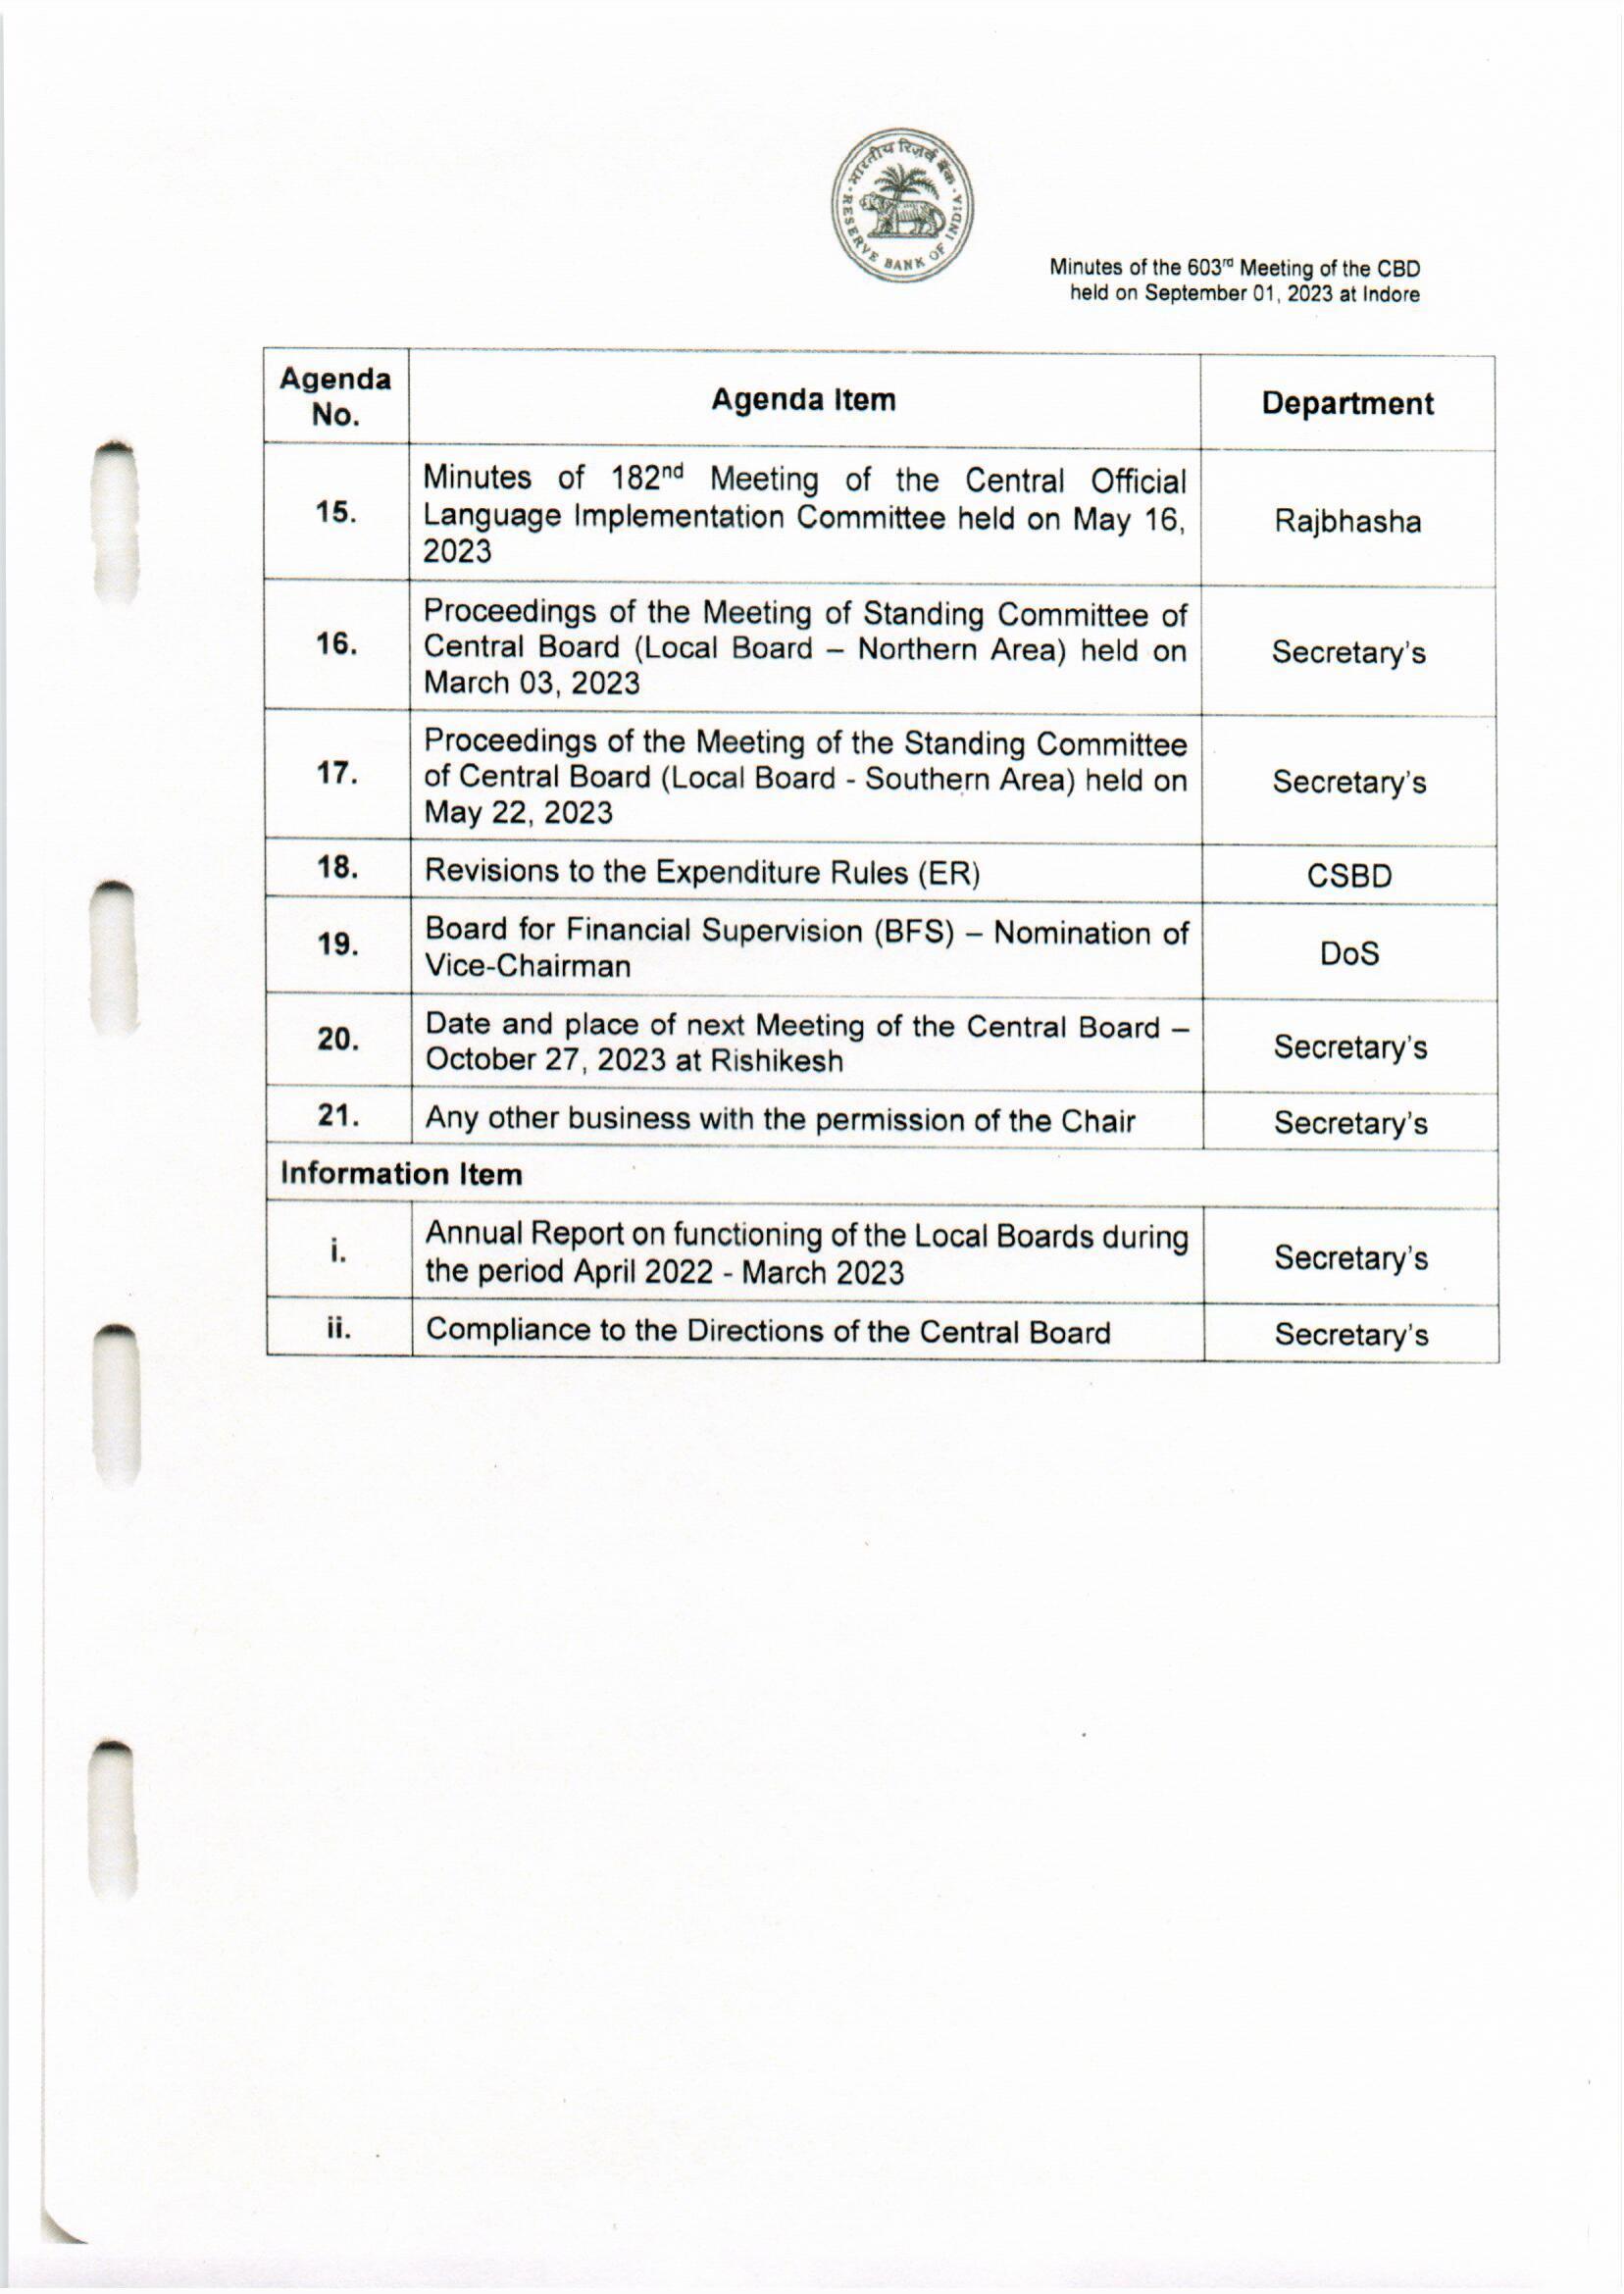 भारतीय रिज़र्व बैंक
RESERVE BANK OF INDIA
Minutes of the 603rd Meeting of the CBD
held on September 01, 2023 at Indore
Agenda No.
Agenda Item
Department
15.
Minutes of 182nd Meeting of the Central Official
Language Implementation Committee held on May 16,
2023
Rajbhasha
16.
Proceedings of the Meeting of Standing Committee of
Central Board (Local Board – Northern Area) held on
March 03, 2023
Secretary's
17.
Proceedings of the Meeting of the Standing Committee
of Central Board (Local Board - Southern Area) held on
May 22, 2023
Secretary's
18.
Revisions to the Expenditure Rules (ER)
CSBD
19.
Board for Financial Supervision (BFS) – Nomination of
Vice-Chairman
DoS
20.
Date and place of next Meeting of the Central Board –
October 27, 2023 at Rishikesh
Secretary's
21.
Any other business with the permission of the Chair
Secretary's
Information Item
i.
Annual Report on functioning of the Local Boards during
the period April 2022 - March 2023
Secretary's
ii.
Compliance to the Directions of the Central Board
Secretary's